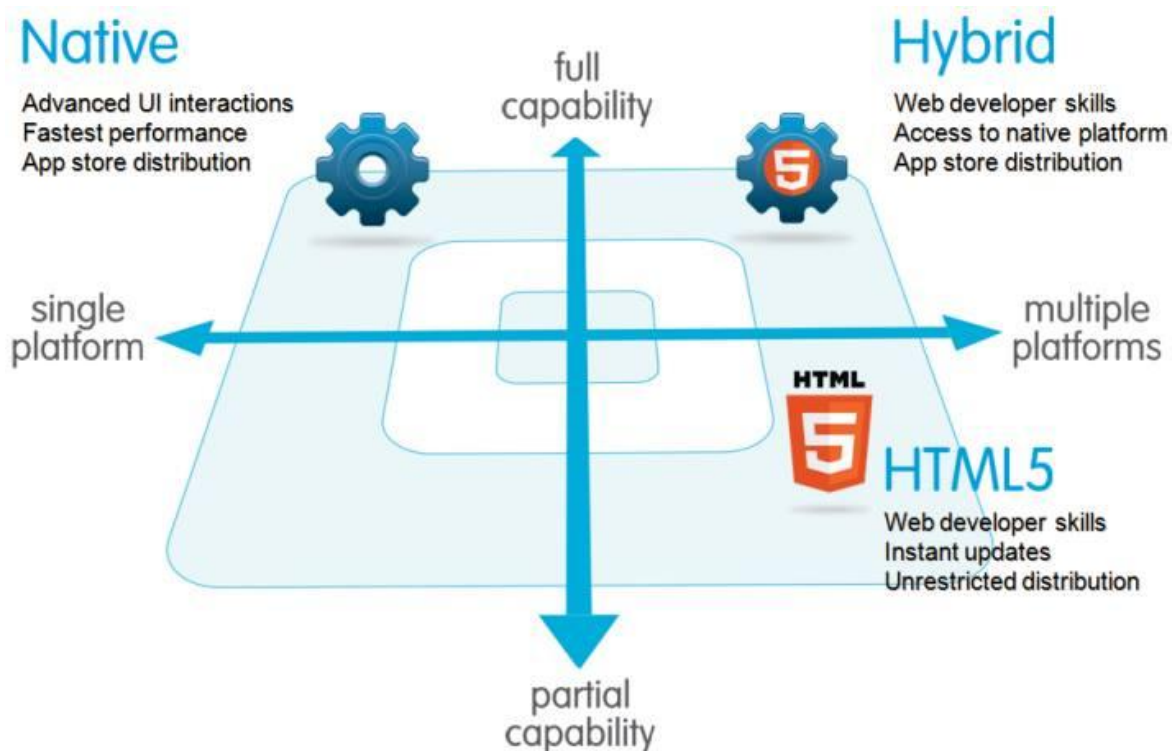 Native
Advanced UI interactions
Fastest performance
App store distribution
full
capability
Hybrid
Web developer skills
Access to native platform
App store distribution
5
single
platform
multiple
platforms
HTML
5
HTML5
Web developer skills
Instant updates
Unrestricted distribution
partial
capability